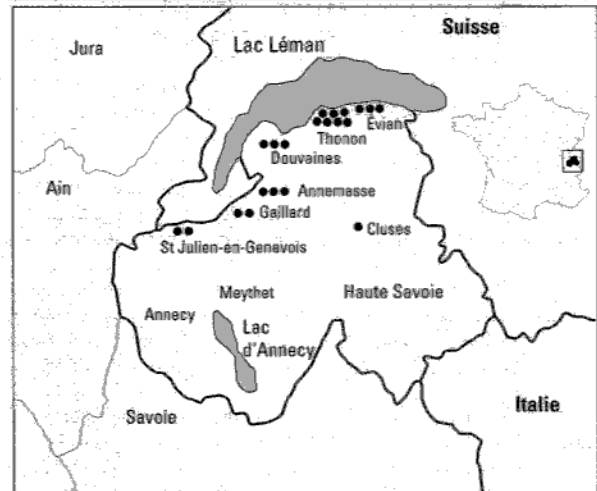 Suisse
Lac Léman
Jura
Evian
Thonon
Douvaines
Ain
Annemasse
Gaillard
Cluses
St Julien-en-Genevois
Meythet
Haute Savoie
Annecy
Lac
d'Annecy
Italie
Savoie